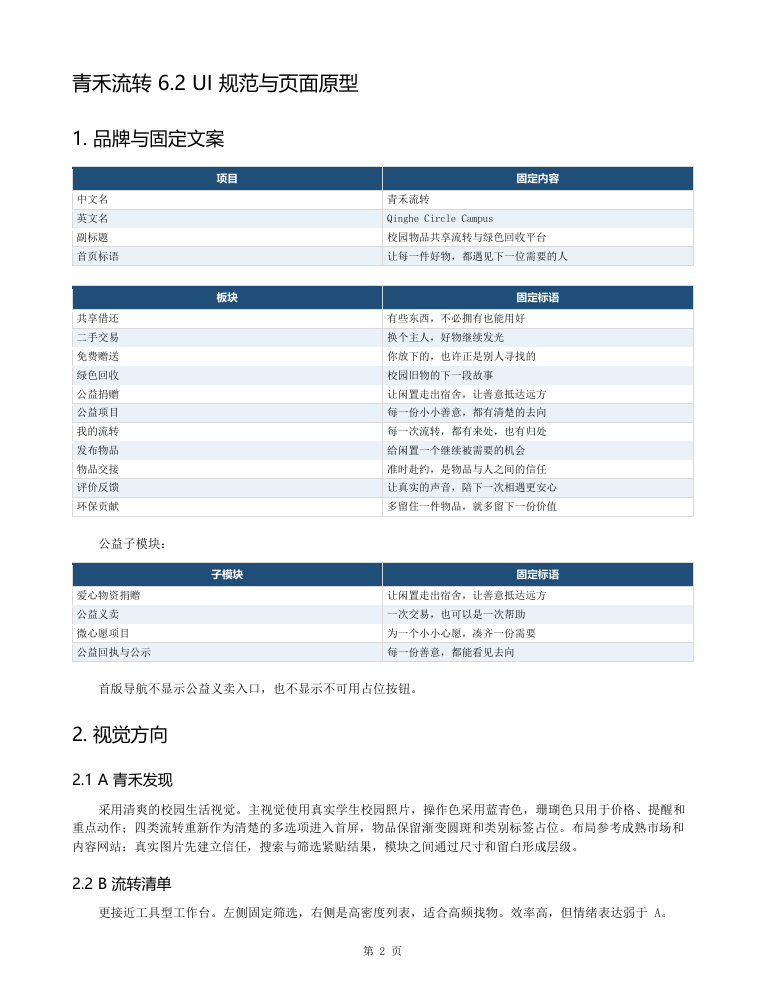 青禾流转 6.2 UI 规范与页面原型
1. 品牌与固定文案
项目 固定内容
中文名 青禾流转
英文名 Qinghe Circle Campus
副标题 校园物品共享流转与绿色回收平台
首页标语 让每一件好物，都遇见下一位需要的人
板块 固定标语
共享借还 有些东西，不必拥有也能用好
二手交易 换个主人，好物继续发光
免费赠送 你放下的，也许正是别人寻找的
绿色回收 校园旧物的下一段故事
公益捐赠 让闲置走出宿舍，让善意抵达远方
公益项目 每一份小小善意，都有清楚的去向
我的流转 每一次流转，都有来处，也有归处
发布物品 给闲置一个继续被需要的机会
物品交接 准时赴约，是物品与人之间的信任
评价反馈 让真实的声音，陪下一次相遇更安心
环保贡献 多留住一件物品，就多留下一份价值
公益子模块：
子模块 固定标语
爱心物资捐赠 让闲置走出宿舍，让善意抵达远方
公益义卖 一次交易，也可以是一次帮助
微心愿项目 为一个小小心愿，凑齐一份需要
公益回执与公示 每一份善意，都能看见去向
首版导航不显示公益义卖入口，也不显示不可用占位按钮。
2. 视觉方向
2.1 A 青禾发现
采用清爽的校园生活视觉。主视觉使用真实学生校园照片，操作色采用蓝青色，珊瑚色只用于价格、提醒和
重点动作；四类流转重新作为清楚的多选项进入首屏，物品保留渐变圆斑和类别标签占位。布局参考成熟市场和
内容网站：真实图片先建立信任，搜索与筛选紧贴结果，模块之间通过尺寸和留白形成层级。
2.2 B 流转清单
更接近工具型工作台。左侧固定筛选，右侧是高密度列表，适合高频找物。效率高，但情绪表达弱于 A。
第 2 页